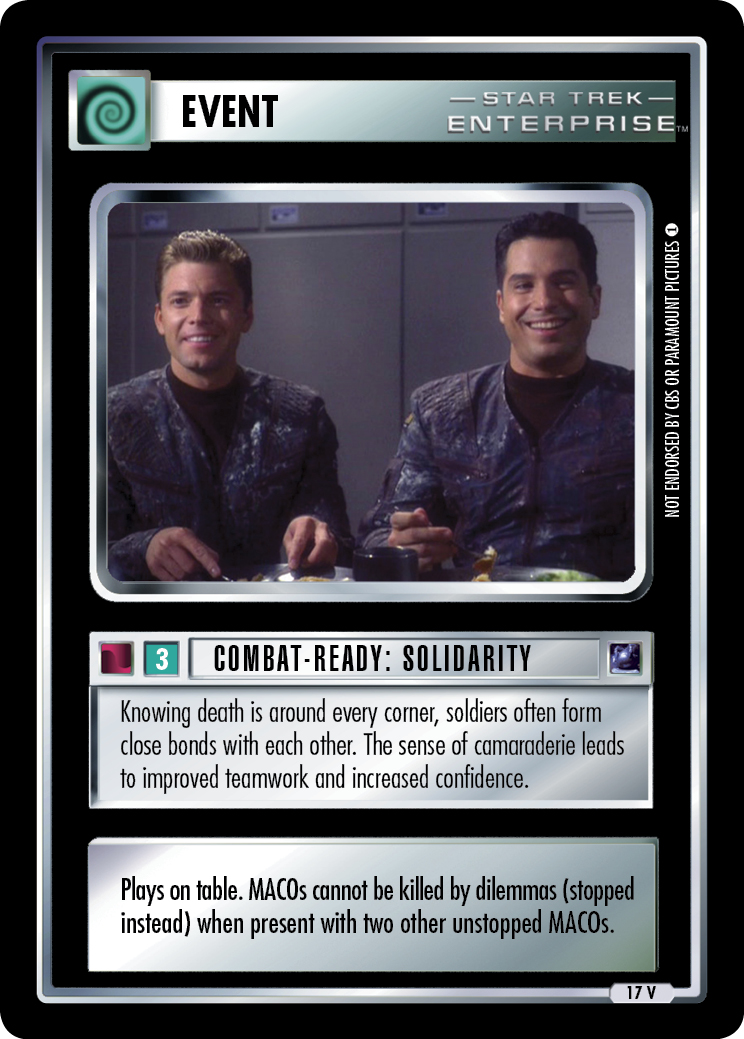 EVENT
STAR TREK
ENTERPRISE™
NOT ENDORSED BY CBS OR PARAMOUNT PICTURES 1
3
COMBAT-READY: SOLIDARITY
Knowing death is around every corner, soldiers often form
close bonds with each other. The sense of camaraderie leads
to improved teamwork and increased confidence.
Plays on table. MACOs cannot be killed by dilemmas (stopped
instead) when present with two other unstopped MACOs.
17 V